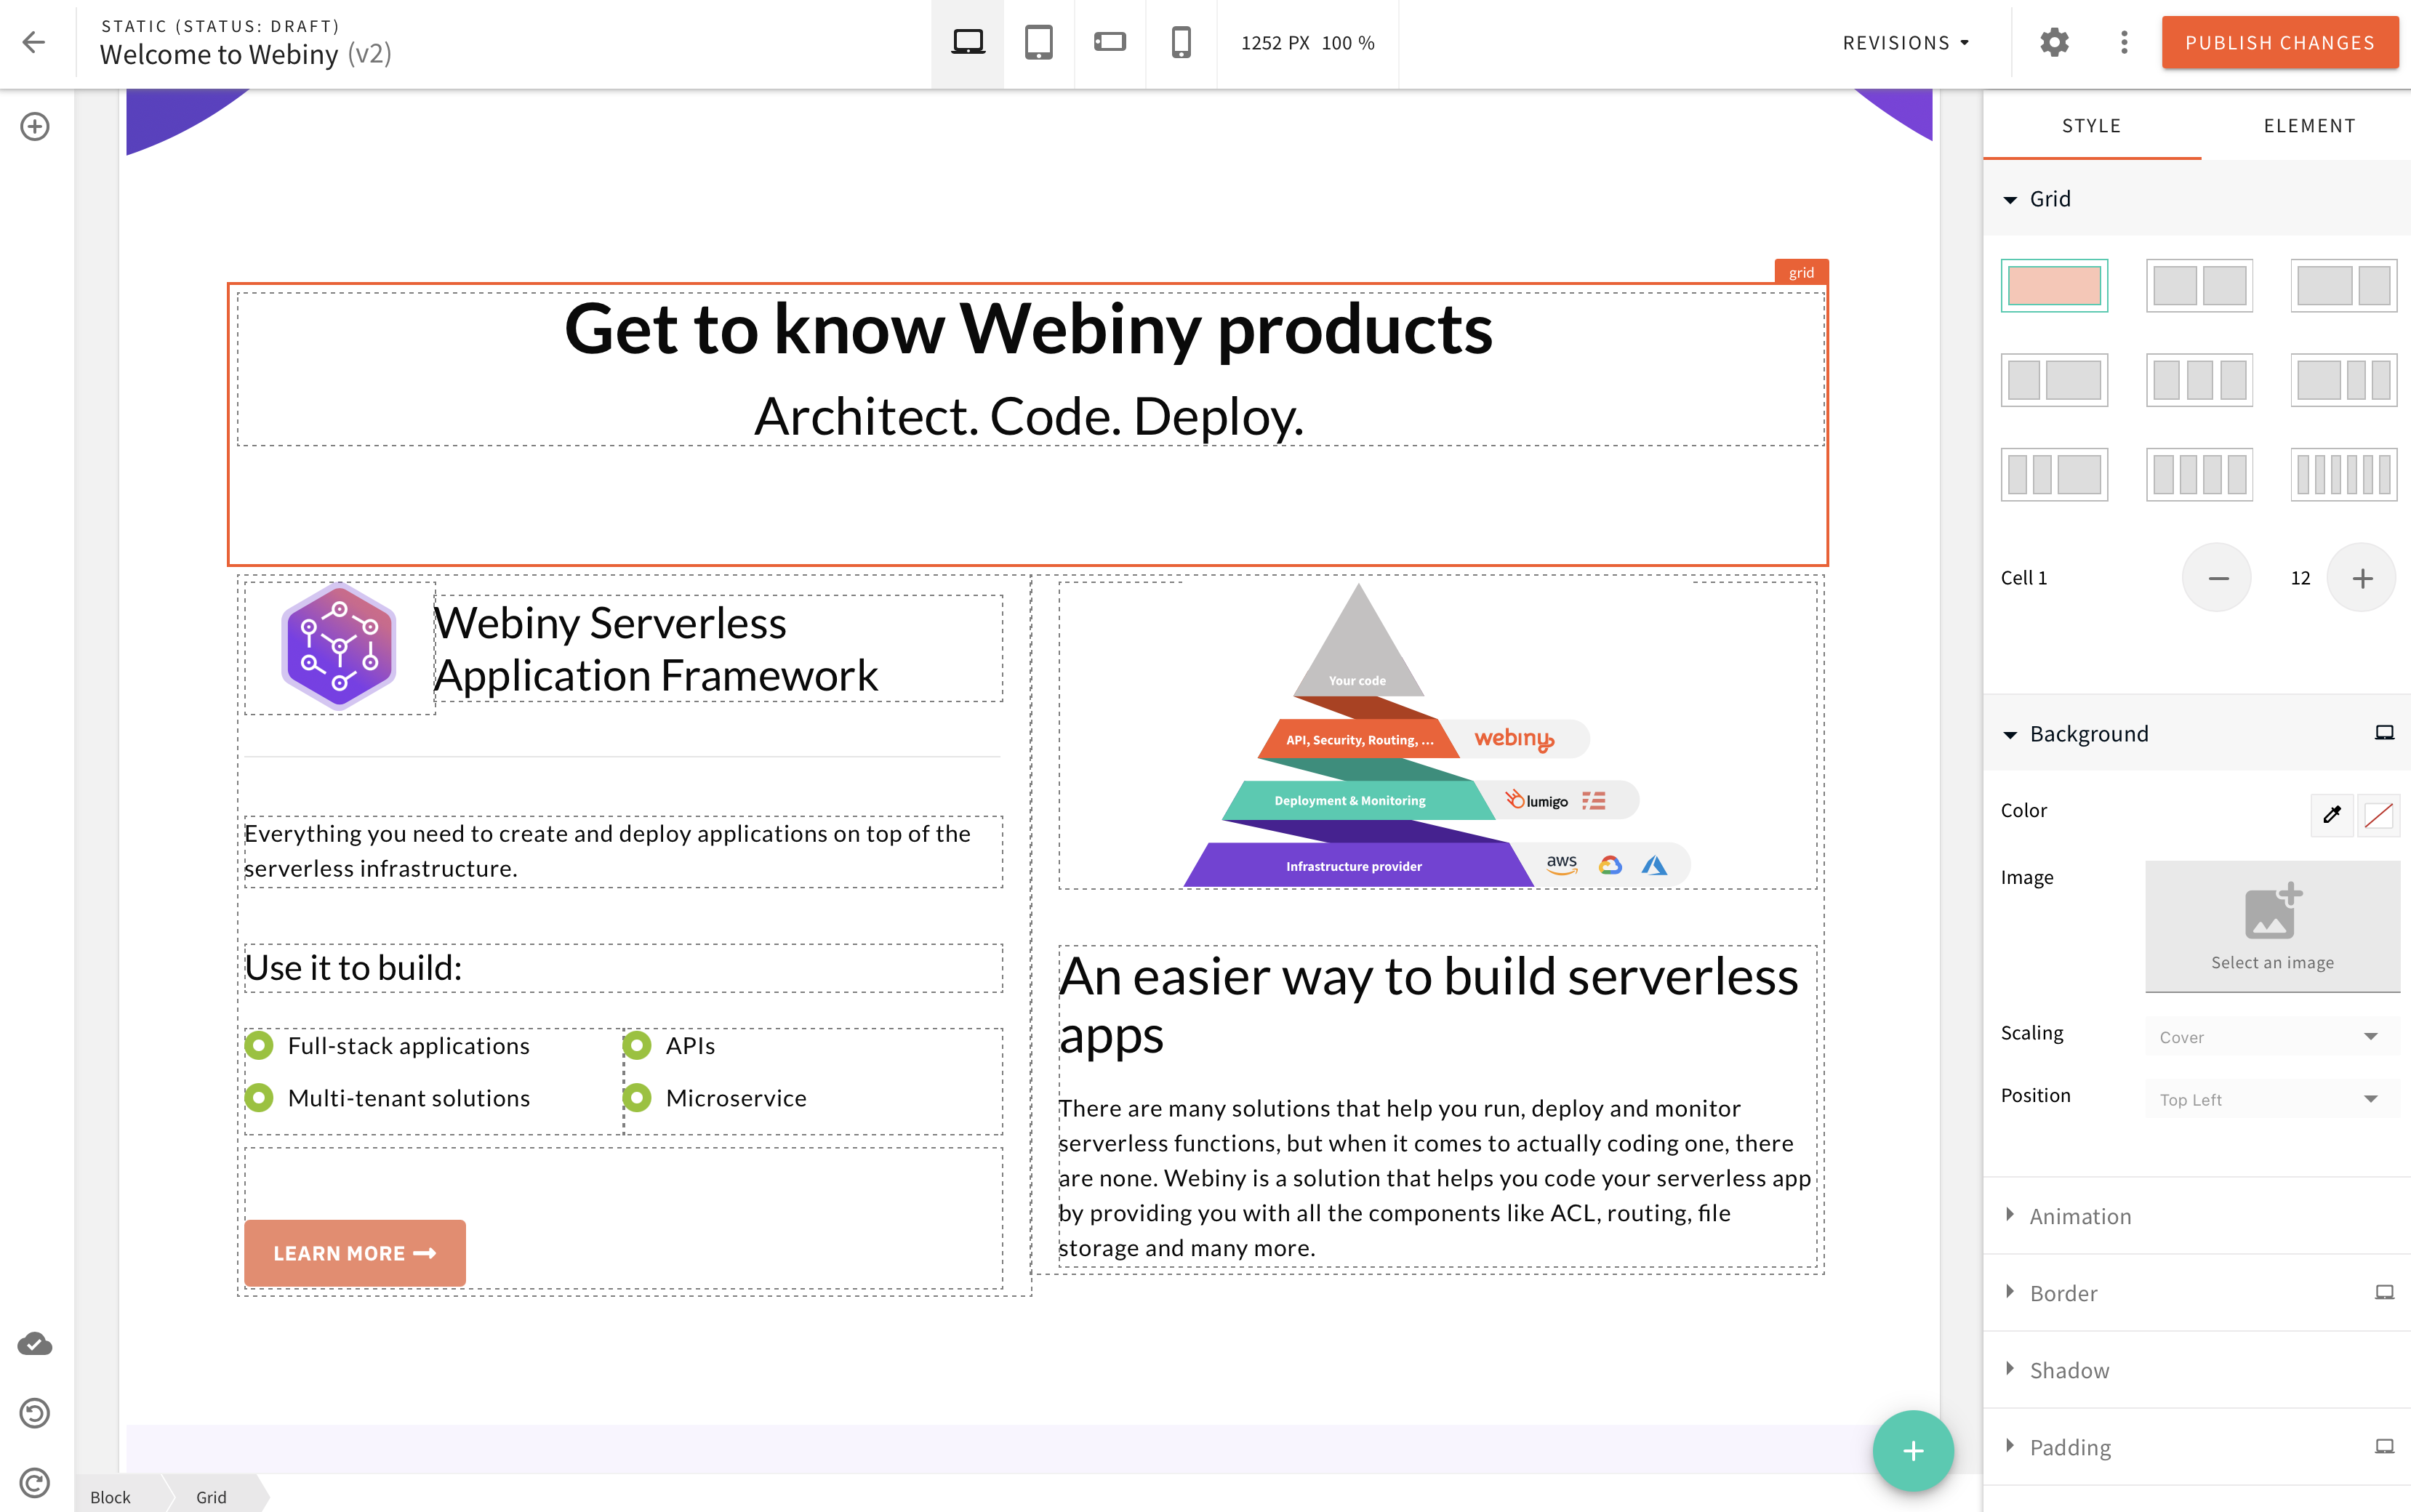 STATIC (STATUS: DRAFT)
Welcome to Webiny (v2)
1252 PX 100 %
REVISIONS
PUBLISH CHANGES
STYLE
ELEMENT
Grid
Cell 1
12
Background
Color
Image
Select an image
Scaling
Cover
Position
Top Left
Animation
Border
Shadow
Padding
grid
Get to know Webiny products
Architect. Code. Deploy.
Webiny Serverless
Application Framework
Everything you need to create and deploy applications on top of the
serverless infrastructure.
Use it to build:
Full-stack applications
APIs
Multi-tenant solutions
Microservice
LEARN MORE
Your code
API, Security, Routing, ...
webiny
Deployment & Monitoring
lumigo
Infrastructure provider
aws
An easier way to build serverless
apps
There are many solutions that help you run, deploy and monitor
serverless functions, but when it comes to actually coding one, there
are none. Webiny is a solution that helps you code your serverless app
by providing you with all the components like ACL, routing, file
storage and many more.
Block
Grid